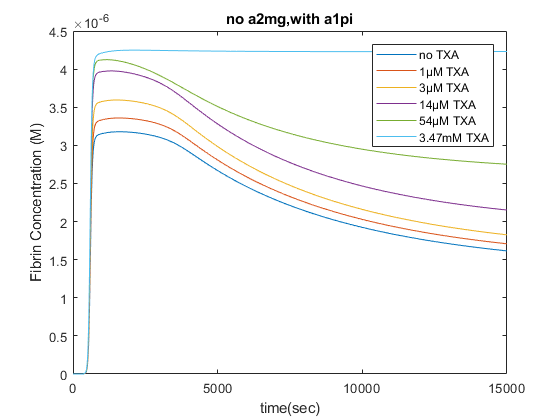 no a2mg,with a1pi
×10⁻⁶
4.5
4
3.5
3
2.5
2
1.5
1
0.5
0
Fibrin Concentration (M)
no TXA
1µM TXA
3µM TXA
14µM TXA
54µM TXA
3.47mM TXA
0 5000 10000 15000
time(sec)